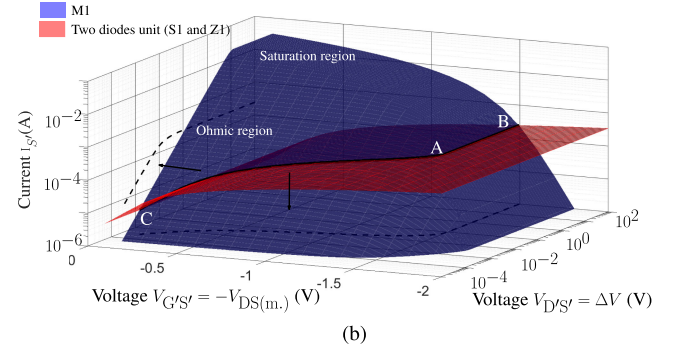 M1
Two diodes unit (S1 and Z1)
Saturation region
Ohmic region
A
B
C
Current ı_S′(A)
10^-2
10^-4
10^-6
0
-0.5
-1
-1.5
-2
10^-4
10^-2
10^0
10^2
Voltage V_G′S′ = −V_DS(m.) (V)
Voltage V_D′S′ = ΔV (V)
(b)